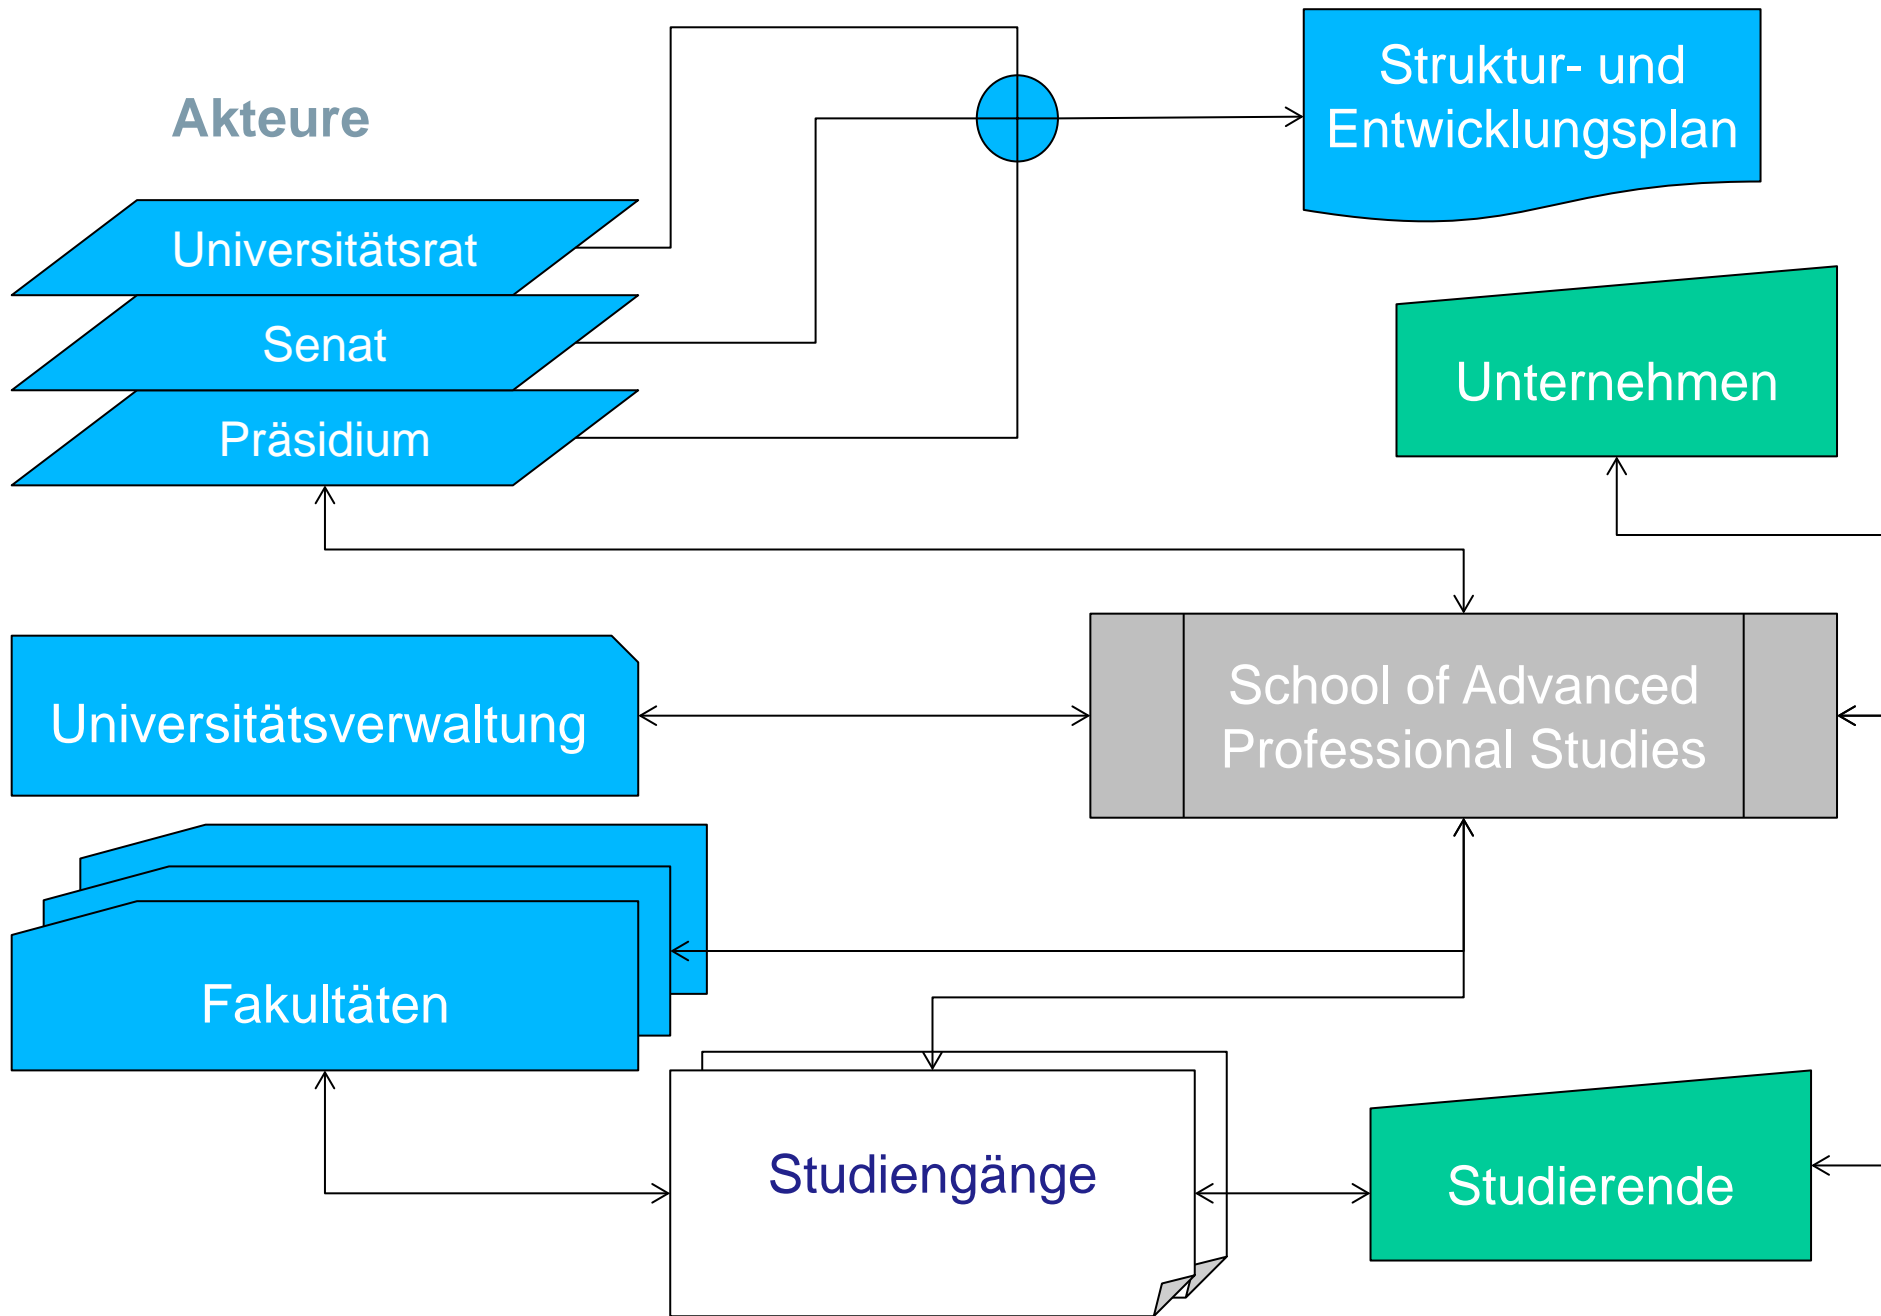 Akteure
Struktur- und
Entwicklungsplan
Universitätsrat
Senat
Präsidium
Unternehmen
Universitätsverwaltung
School of Advanced
Professional Studies
Fakultäten
Studiengänge
Studierende